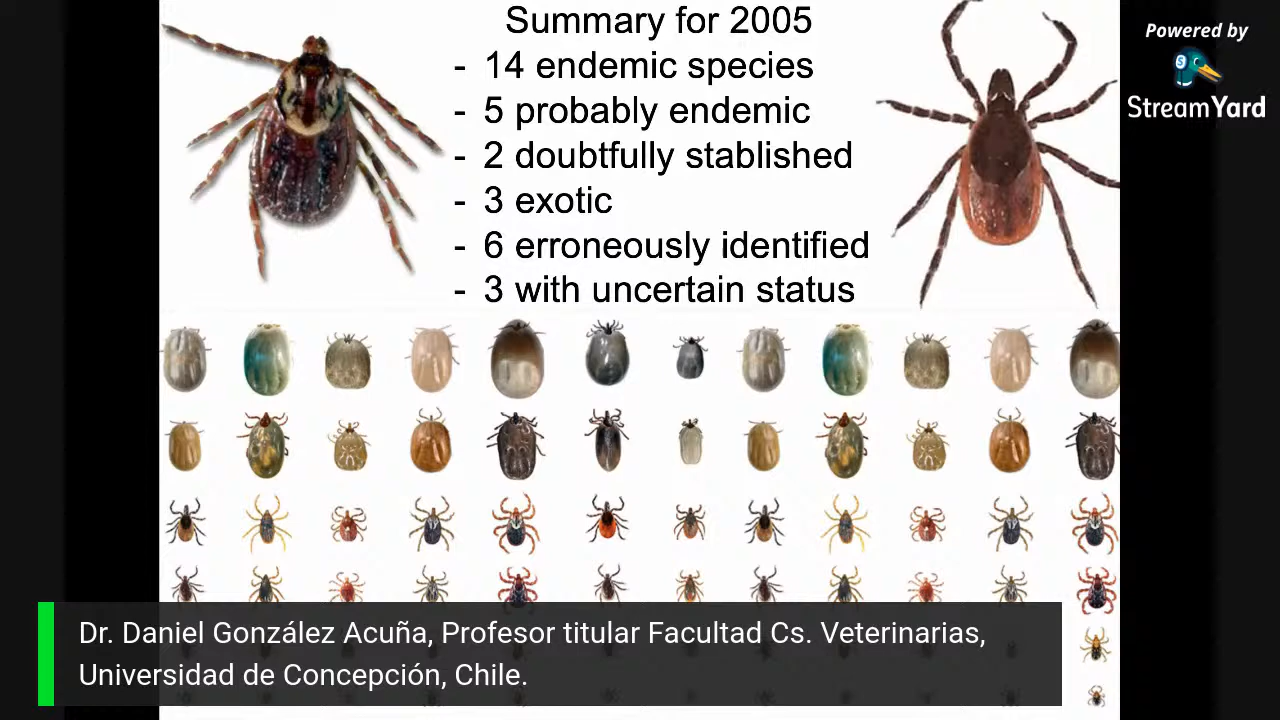 Summary for 2005
- 14 endemic species
- 5 probably endemic
- 2 doubtfully stablished
- 3 exotic
- 6 erroneously identified
- 3 with uncertain status
Powered by
StreamYard
Dr. Daniel González Acuña, Profesor titular Facultad Cs. Veterinarias,
Universidad de Concepción, Chile.